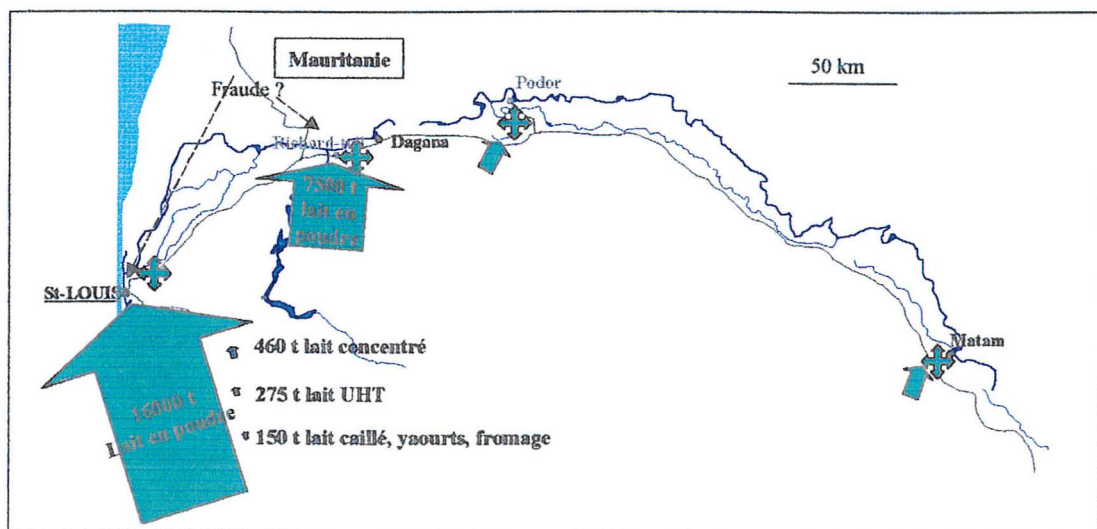 Mauritanie
50 km
Fraude ?
Podor
Dagana
7500 t
lait en
poudre
St-LOUIS
460 t lait concentré
275 t lait UHT
150 t lait caillé, yaourts, fromage
16000 t
Lait en poudre
Matam